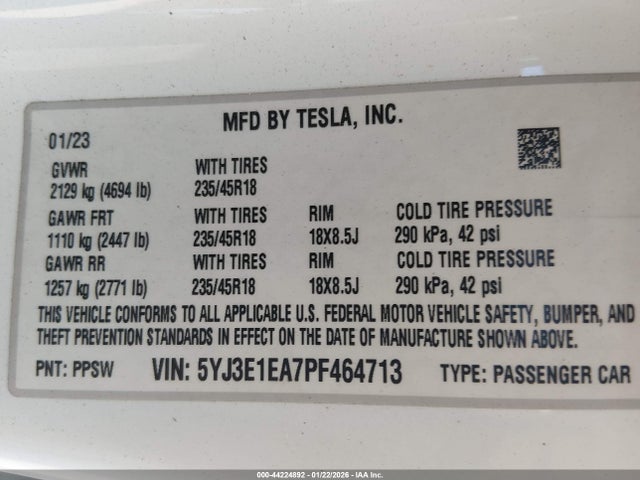 MFD BY TESLA, INC.
01/23
GVWR WITH TIRES
2129 kg (4694 lb) 235/45R18
GAWR FRT WITH TIRES RIM COLD TIRE PRESSURE
1110 kg (2447 lb) 235/45R18 18X8.5J 290 kPa, 42 psi
GAWR RR WITH TIRES RIM COLD TIRE PRESSURE
1257 kg (2771 lb) 235/45R18 18X8.5J 290 kPa, 42 psi
THIS VEHICLE CONFORMS TO ALL APPLICABLE U.S. FEDERAL MOTOR VEHICLE SAFETY, BUMPER, AND
THEFT PREVENTION STANDARDS IN EFFECT ON THE DATE OF MANUFACTURE SHOWN ABOVE.
PNT: PPSW VIN: 5YJ3E1EA7PF464713 TYPE: PASSENGER CAR
000-44224892 - 01/22/2026 - IAA, Inc.